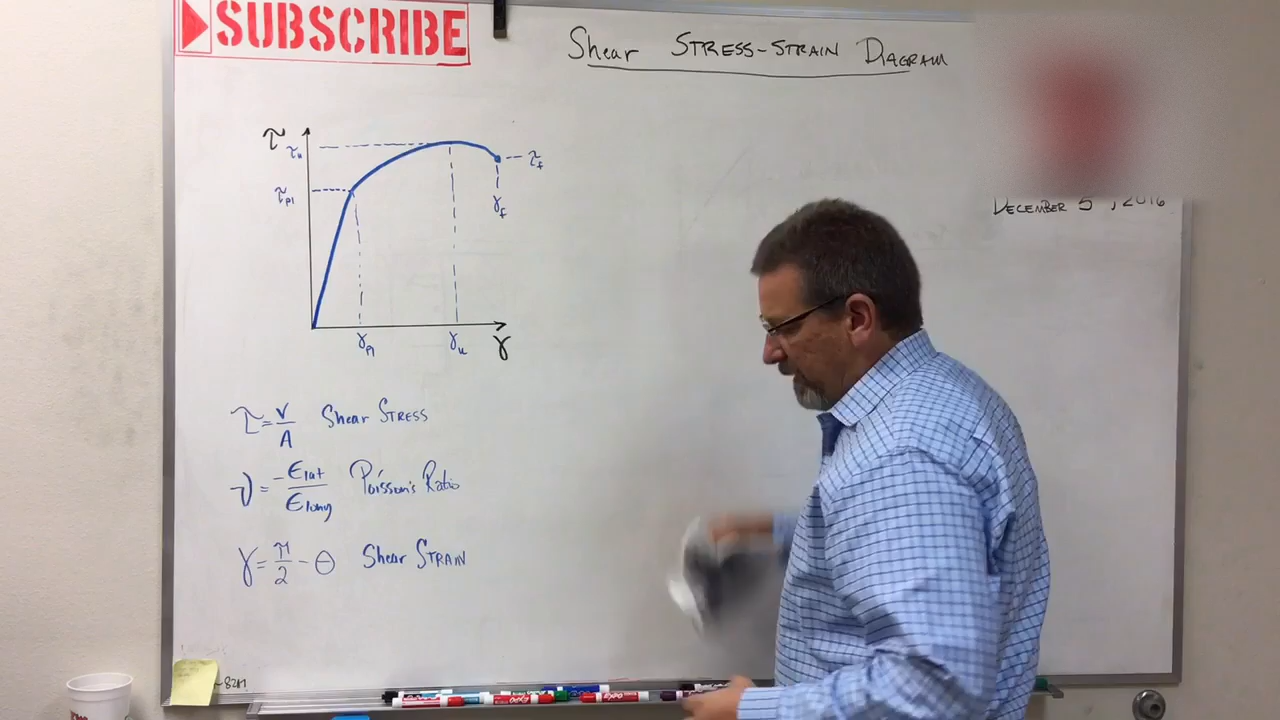 SUBSCRIBE
Shear STRESS-STRAIN DIAGRAM
DECEMBER 5, 2016
τ
τu
τf
τpl
γf
γpl
γu
γ
τ = V/A Shear STRESS
ν = -ϵlat/ϵlong Poisson's Ratio
γ = π/2 - θ Shear STRAIN
Expo